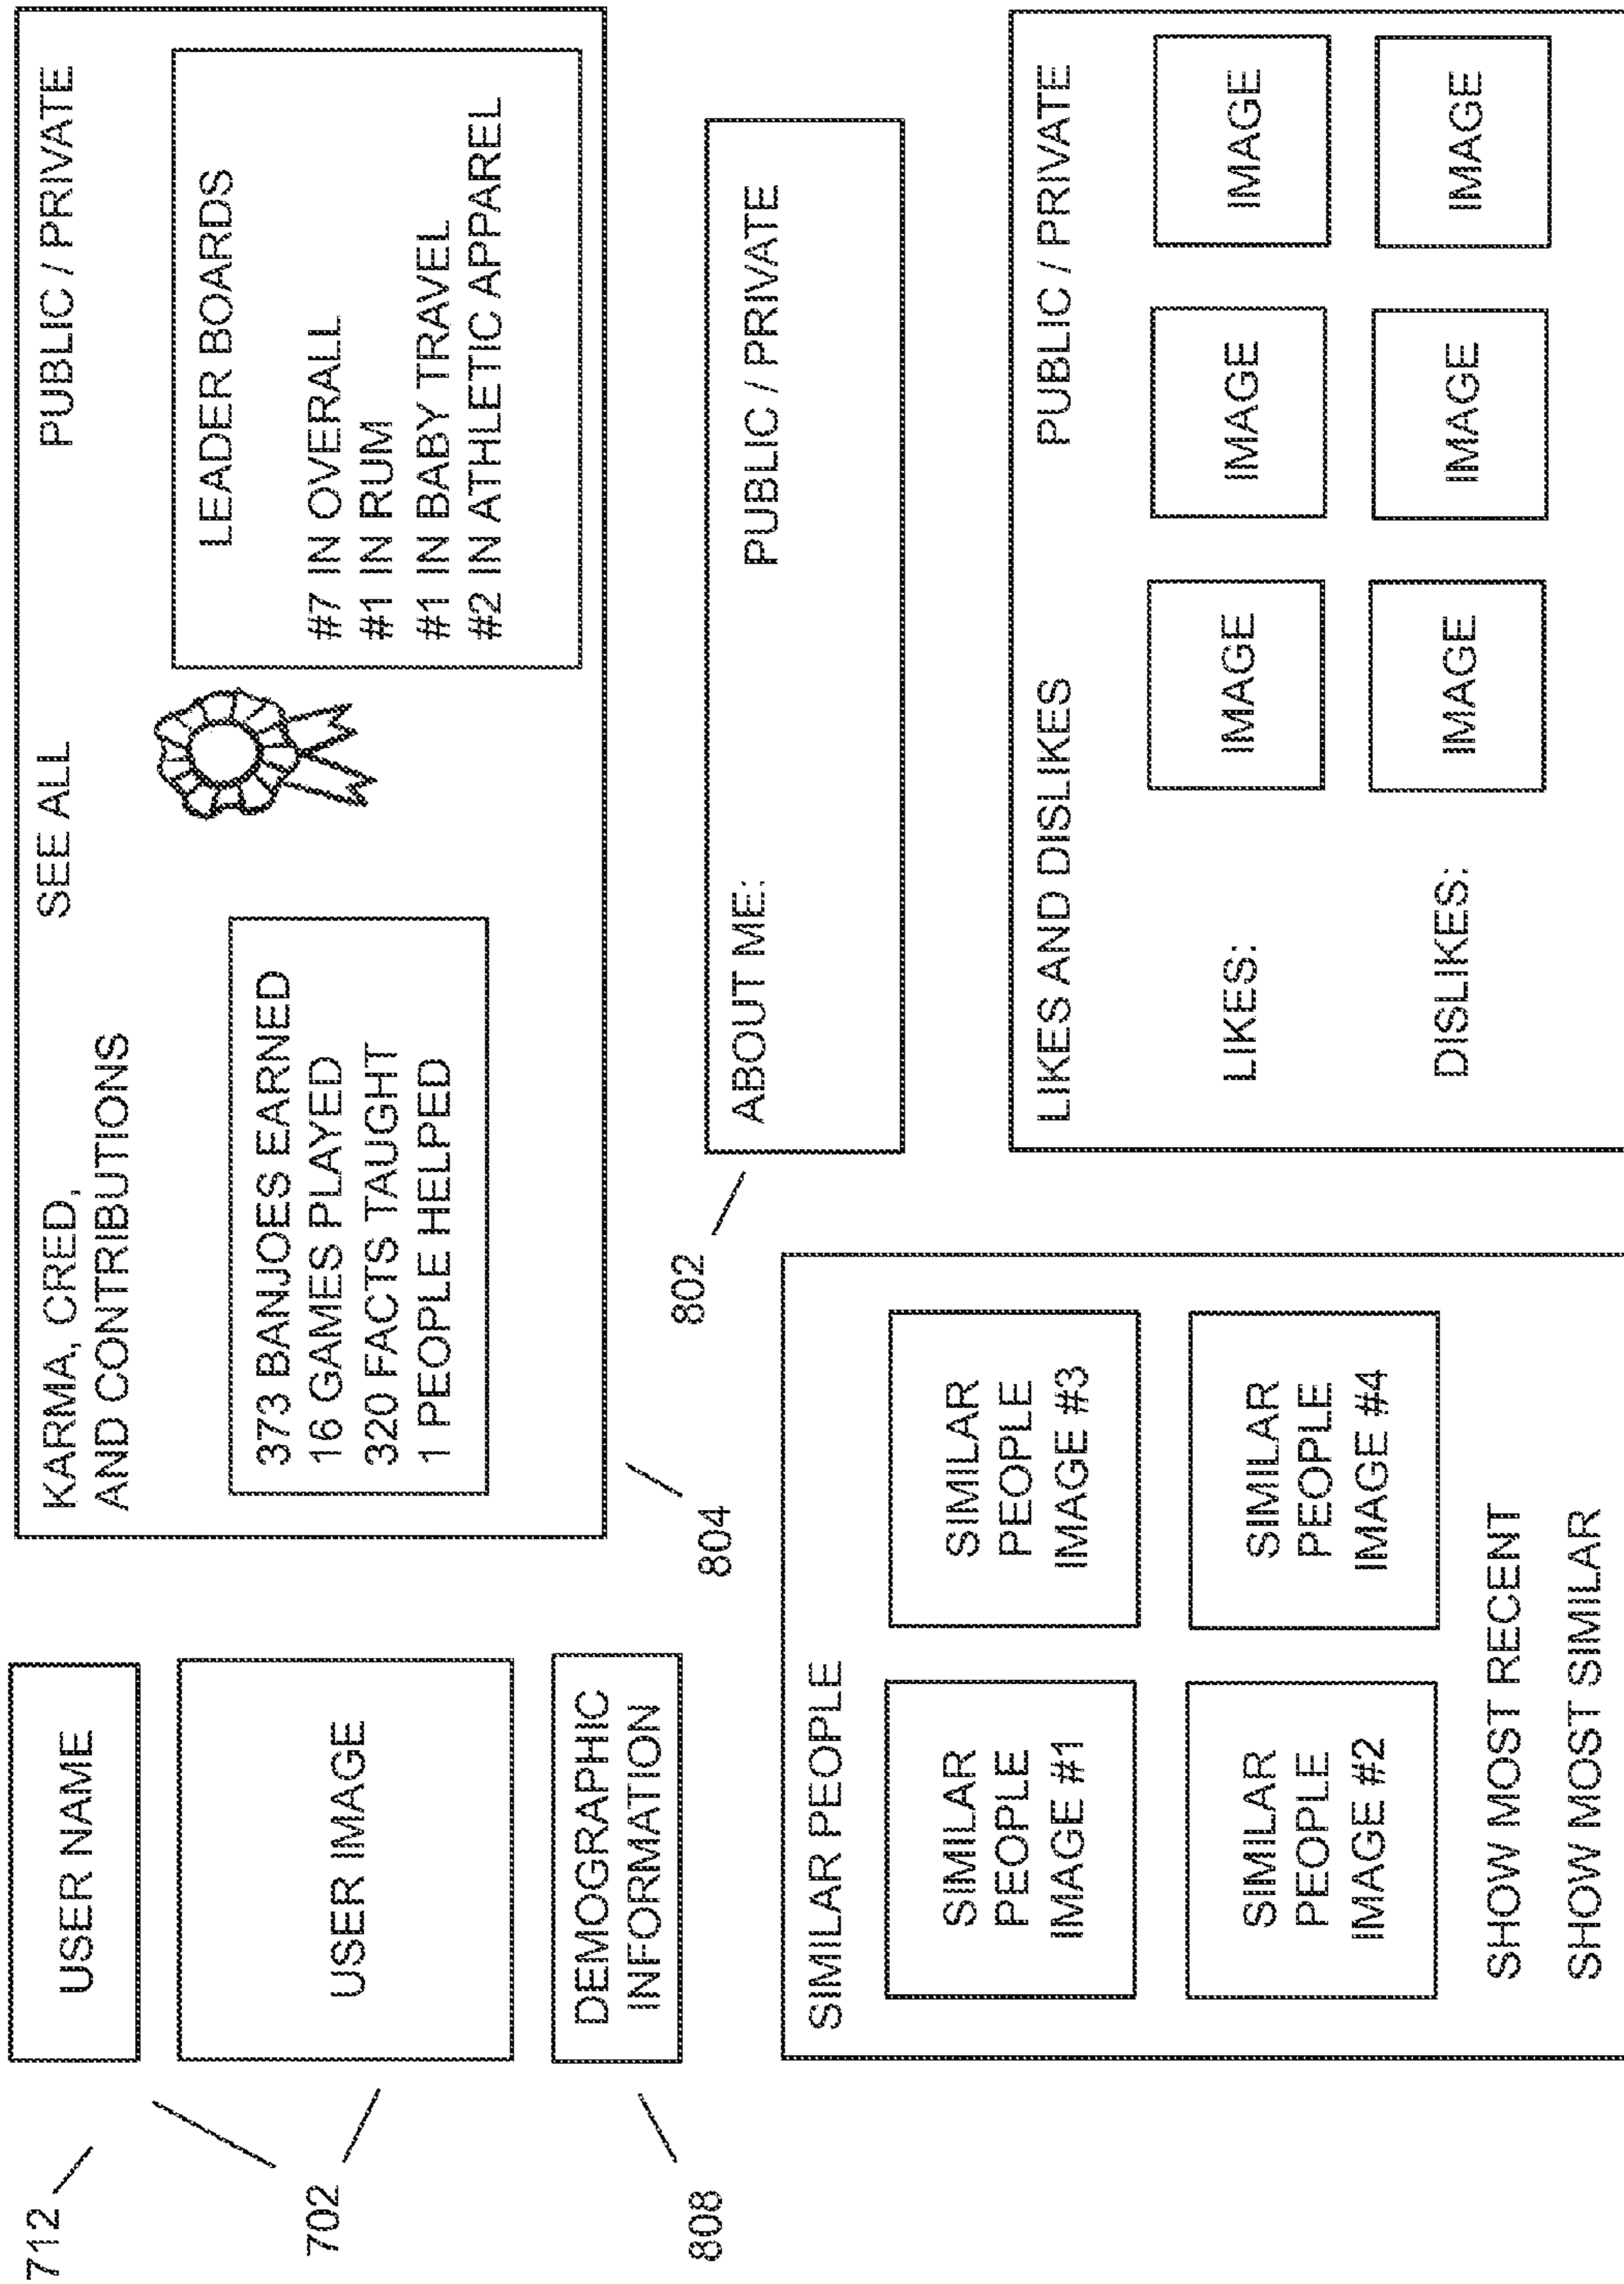 712
702
808
USER NAME
USER IMAGE
DEMOGRAPHIC
INFORMATION
804
KARMA, CRED,
AND CONTRIBUTIONS
SEE ALL
PUBLIC / PRIVATE
373 BANJOES EARNED
16 GAMES PLAYED
320 FACTS TAUGHT
1 PEOPLE HELPED
LEADER BOARDS
#7 IN OVERALL
#1 IN RUM
#1 IN BABY TRAVEL
#2 IN ATHLETIC APPAREL
802
ABOUT ME:
PUBLIC / PRIVATE
SIMILAR PEOPLE
SIMILAR
PEOPLE
IMAGE #1
SIMILAR
PEOPLE
IMAGE #3
SIMILAR
PEOPLE
IMAGE #2
SIMILAR
PEOPLE
IMAGE #4
SHOW MOST RECENT
SHOW MOST SIMILAR
LIKES AND DISLIKES
PUBLIC / PRIVATE
LIKES:
IMAGE
IMAGE
IMAGE
DISLIKES:
IMAGE
IMAGE
IMAGE